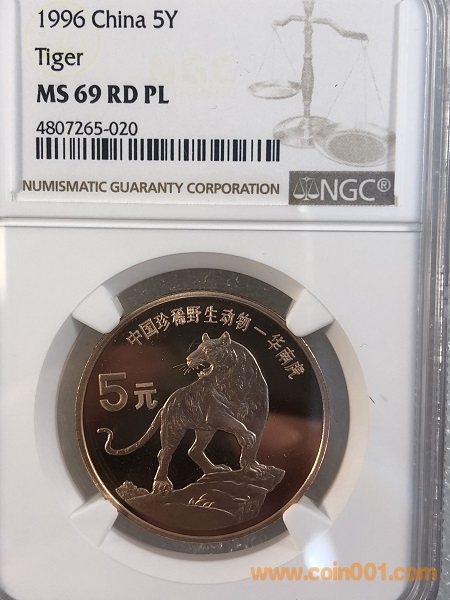 1996 China 5Y
Tiger
MS 69 RD PL
4807265-020
NUMISMATIC GUARANTY CORPORATION
NGC®
中国珍稀野生动物—华南虎
5元
www.coin001.com